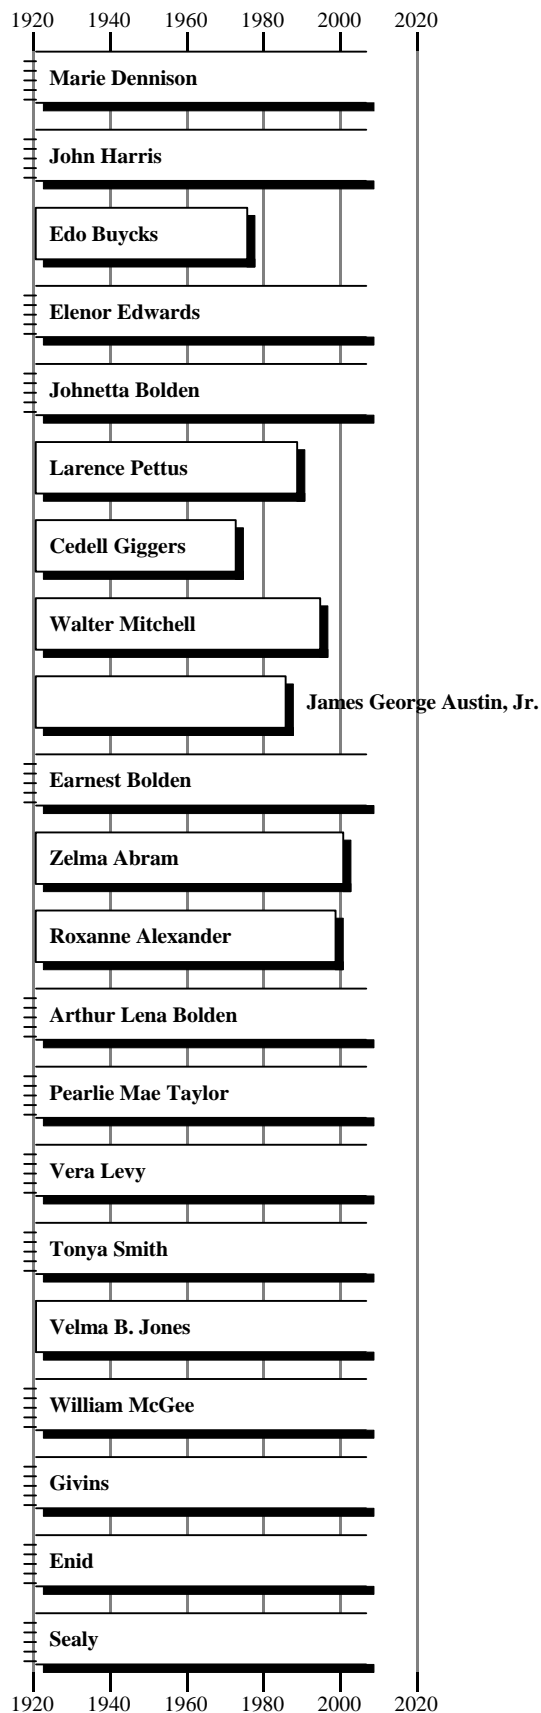 1920 1940 1960 1980 2000 2020
Marie Dennison
John Harris
Edo Buycks
Elenor Edwards
Johnetta Bolden
Larence Pettus
Cedell Giggers
Walter Mitchell
James George Austin, Jr.
Earnest Bolden
Zelma Abram
Roxanne Alexander
Arthur Lena Bolden
Pearlie Mae Taylor
Vera Levy
Tonya Smith
Velma B. Jones
William McGee
Givins
Enid
Sealy
1920 1940 1960 1980 2000 2020